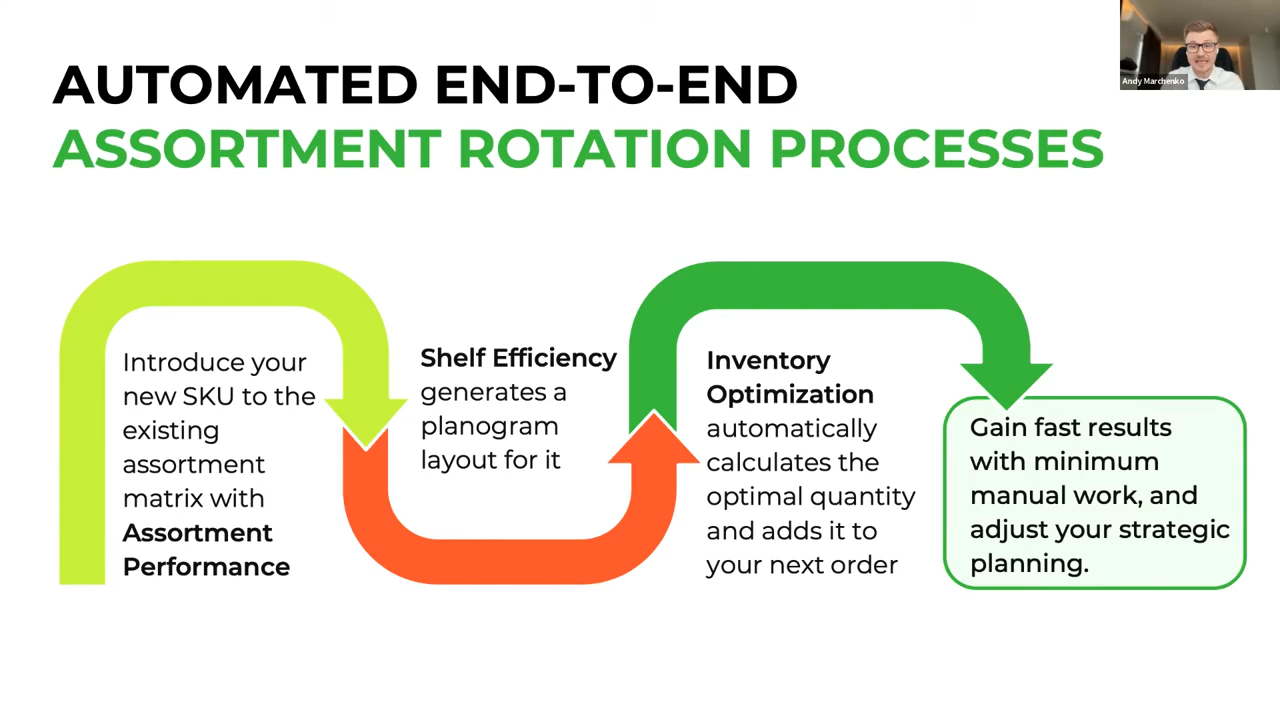 AUTOMATED END-TO-END
ASSORTMENT ROTATION PROCESSES
Andy Marchenko
Introduce your
new SKU to the
existing
assortment
matrix with
Assortment
Performance
Shelf Efficiency
generates a
planogram
layout for it
Inventory
Optimization
automatically
calculates the
optimal quantity
and adds it to
your next order
Gain fast results
with minimum
manual work, and
adjust your strategic
planning.